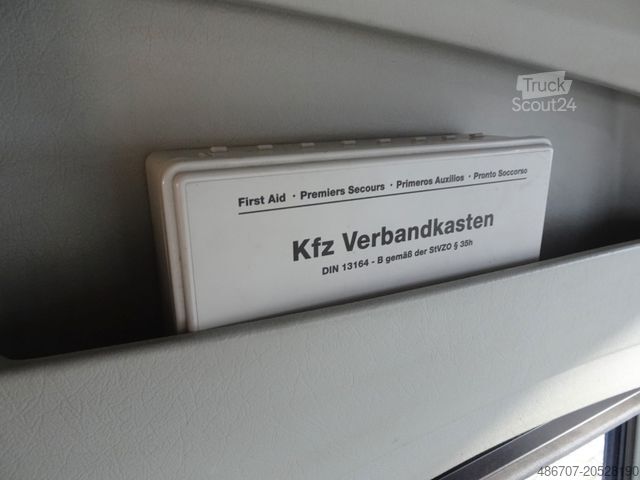 Truck
Scout24
First Aid · Premiers Secours · Primeros Auxilios · Pronto Soccorso
Kfz Verbandkasten
DIN 13164 - B gemäß der StVZO § 35h
486707-20528190